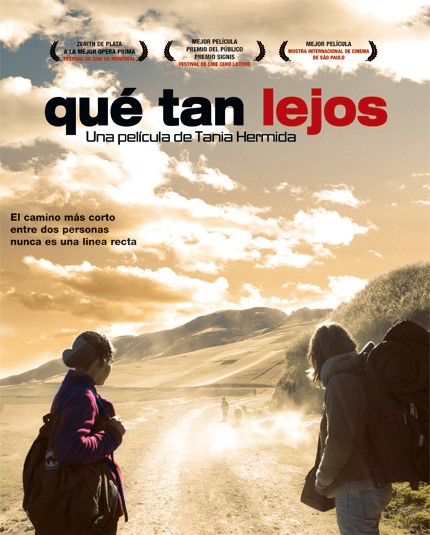 ZENITH DE PLATA
A LA MEJOR OPERA PRIMA
FESTIVAL DE CINE DE MONTREAL
MEJOR PELÍCULA
PREMIO DEL PÚBLICO
PREMIO SIGNIS
FESTIVAL DE CINE CERO LATITUD
MEJOR PELÍCULA
MOSTRA INTERNACIONAL DE CINEMA
DE SÃO PAULO
qué tan lejos
Una película de Tania Hermida
El camino más corto
entre dos personas
nunca es una linea recta